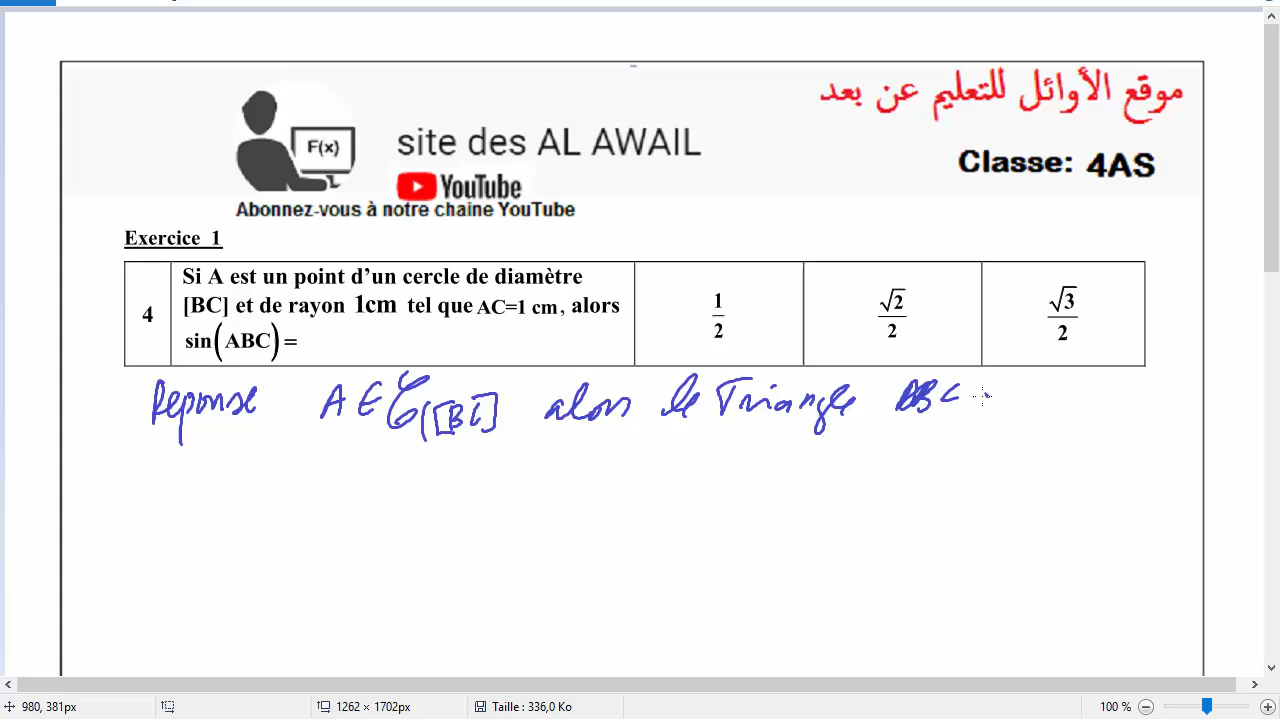 موقع الأوائل للتعليم عن بعد
F(x)
site des AL AWAIL
Classe: 4AS
YouTube
Abonnez-vous à notre chaine YouTube
Exercice 1
4
Si A est un point d'un cercle de diamètre
[BC] et de rayon 1cm tel que AC=1 cm, alors
sin(ABC)=
1/2
√2/2
√3/2
Reponse A ∈ 𝒞([BC] alors le Triangle ABC
980, 381px
1262 × 1702px
Tille : 336,0 Ko
100 %